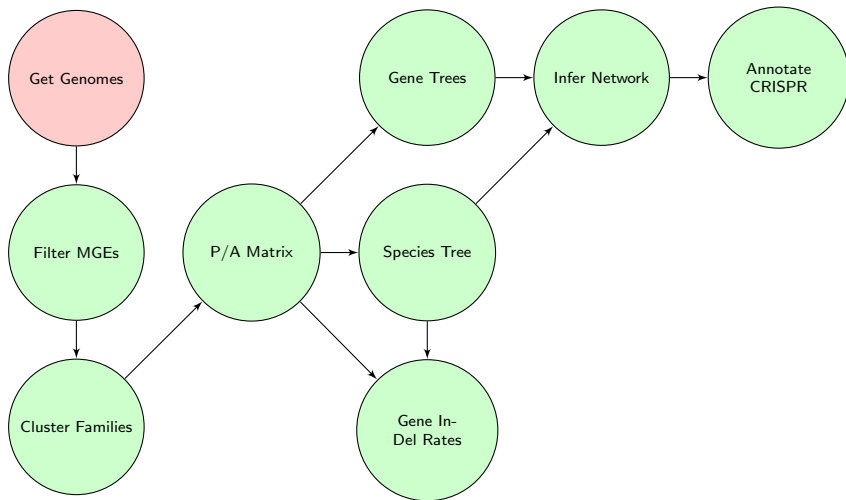 Get Genomes
Gene Trees
Infer Network
Annotate
CRISPR
Filter MGEs
P/A Matrix
Species Tree
Cluster Families
Gene In-
Del Rates